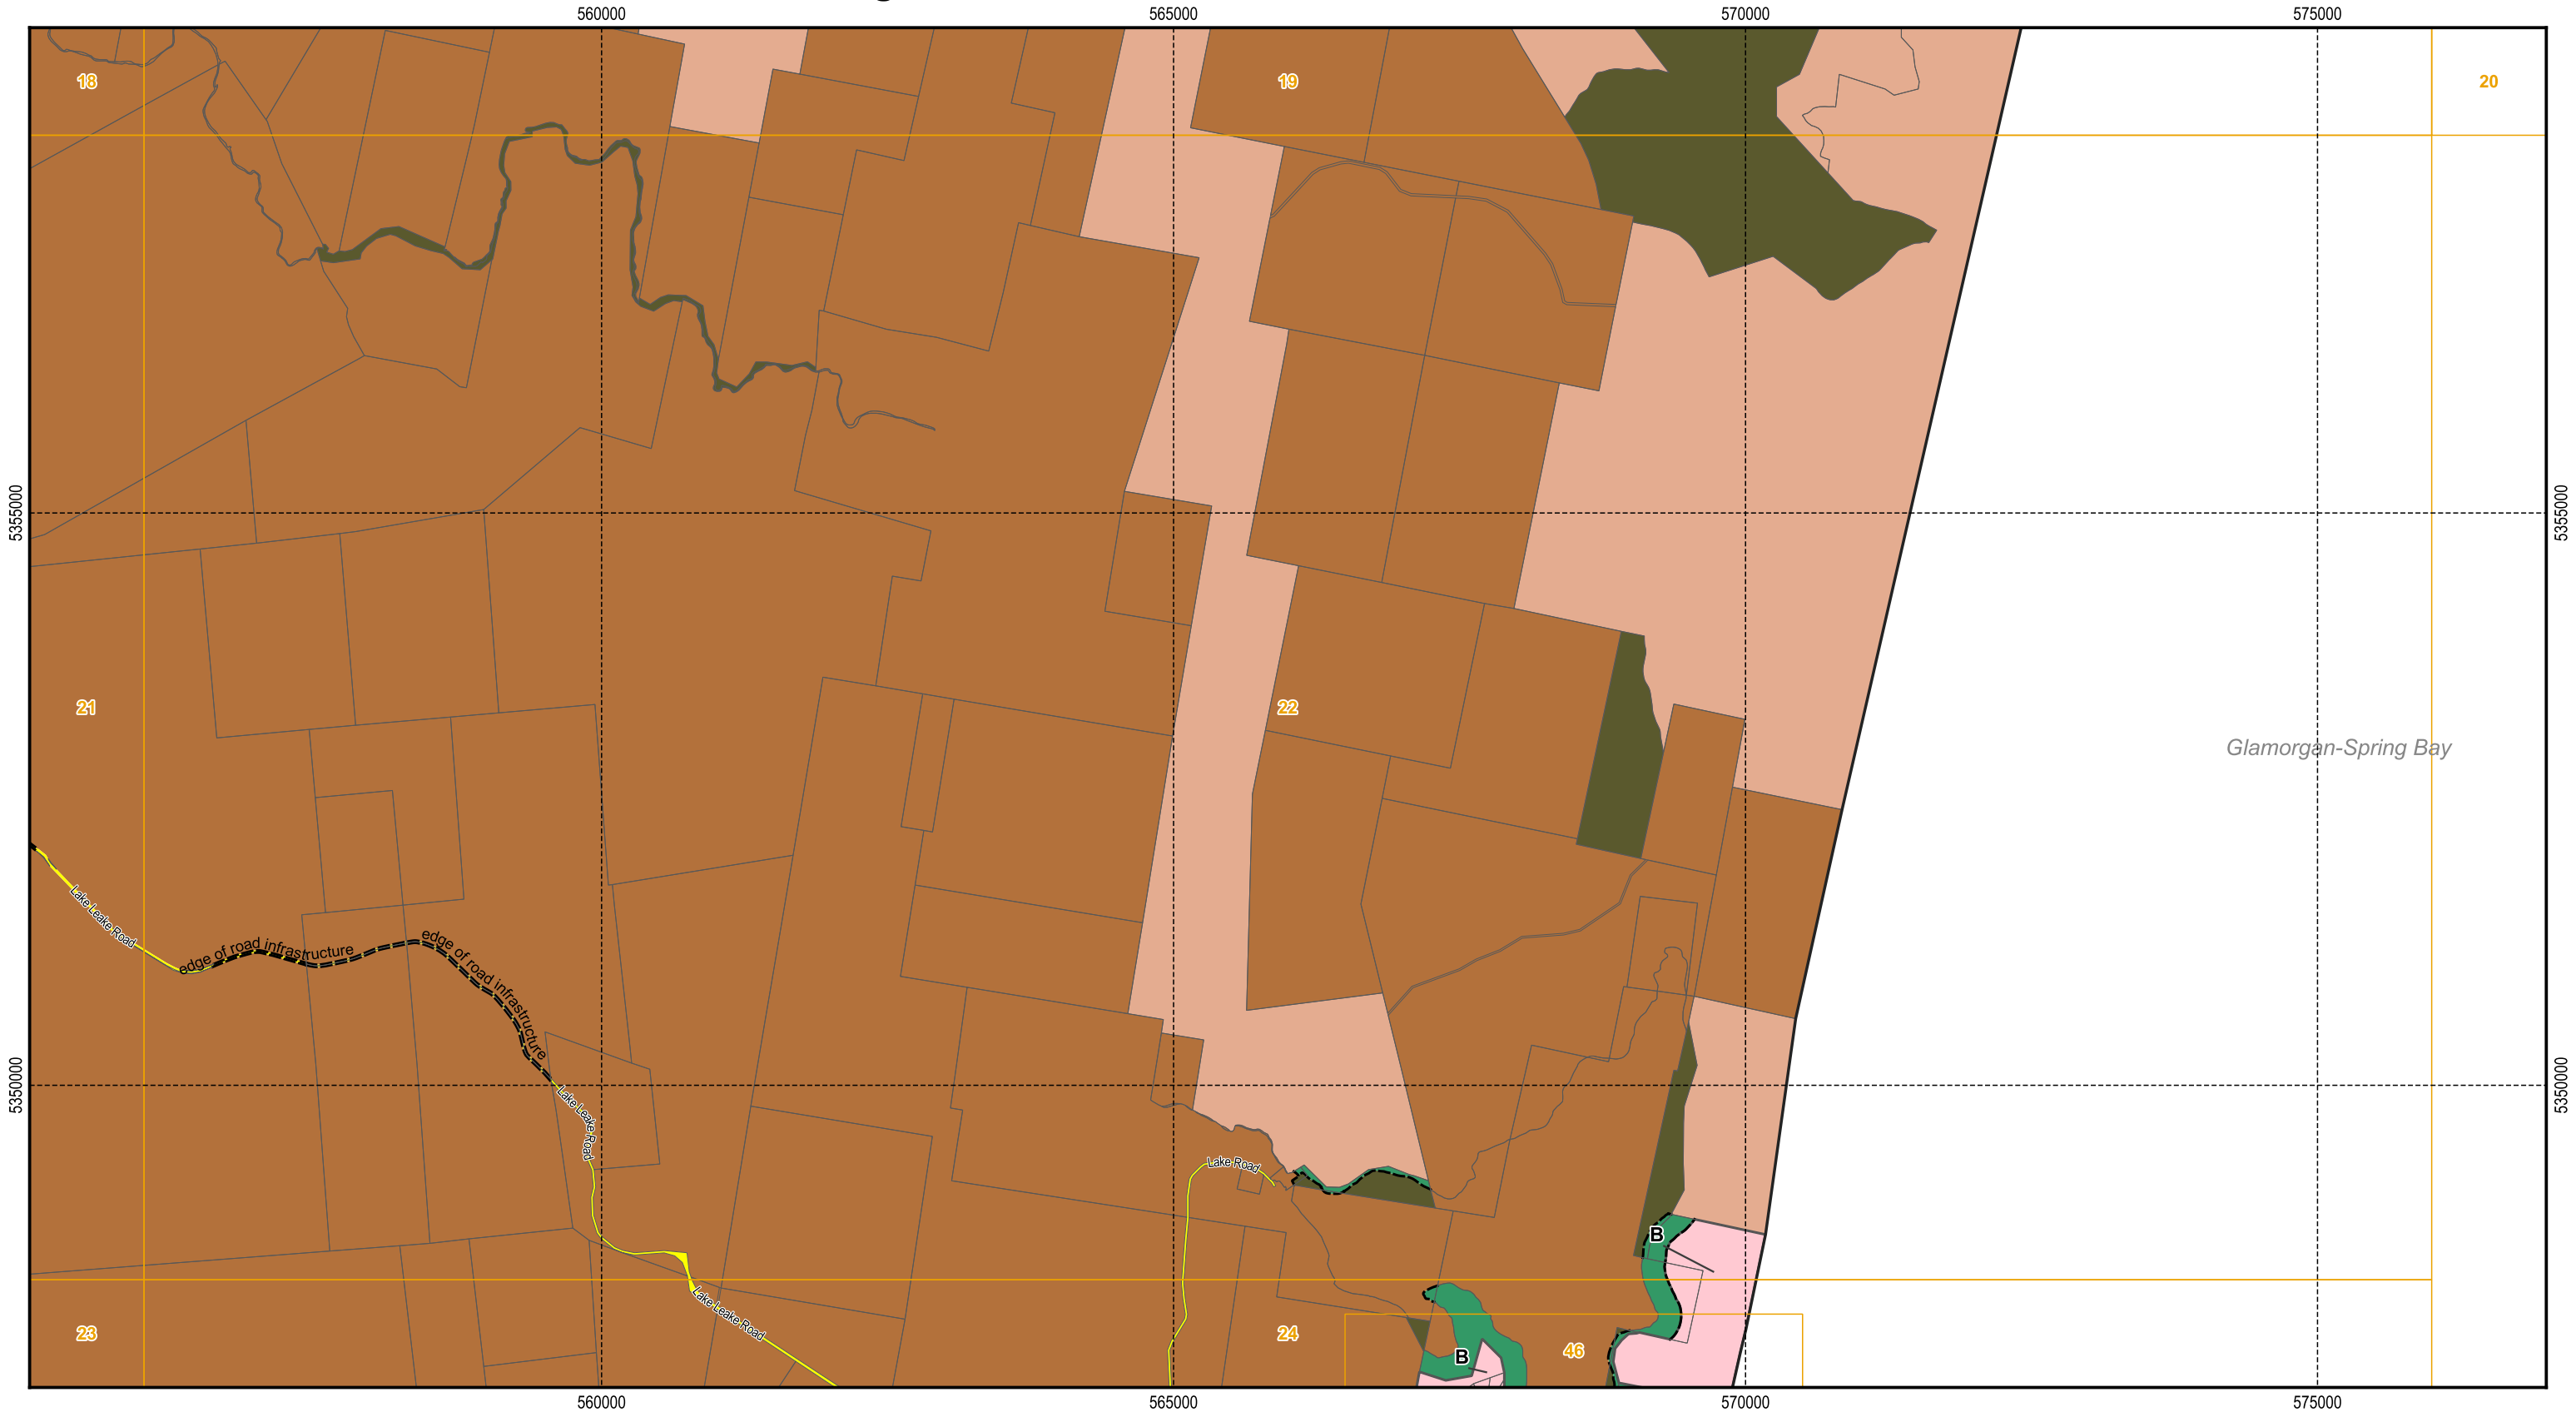 560000
565000
570000
575000
18
19
20
5355000
5355000
21
22
Glamorgan-Spring Bay
Lake Leake Road
edge of road infrastructure
edge of road infrastructure
5350000
5350000
Lake Leake Road
Lake Road
B
Lake Leake Road
23
24
46
B
560000
565000
570000
575000